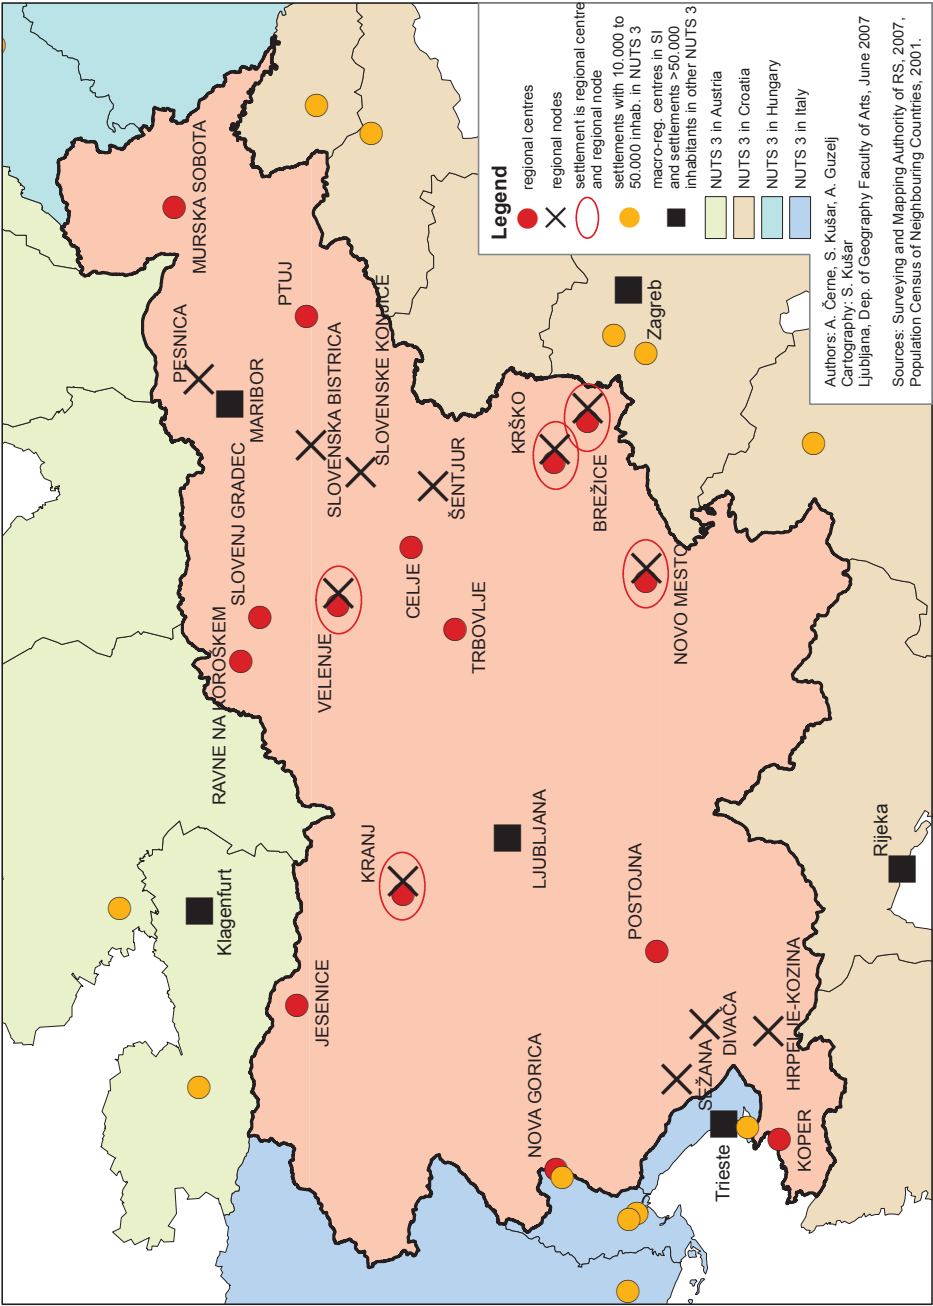 PESNICA
MURSKA SOBOTA
RAVNE NA KOROŠKEM
Klagenfurt
SLOVENJ GRADEC
MARIBOR
PTUJ
JESENICE
VELENJE
SLOVENSKA BISTRICA
KRANJ
SLOVENSKE KONJICE
CELJE
ŠENTJUR
TRBOVLJE
KRŠKO
NOVA GORICA
LJUBLJANA
BREŽICE
POSTOJNA
Zagreb
NOVO MESTO
SEŽANA
Trieste
DIVAČA
HRPELJE-KOZINA
KOPER
Rijeka
Legend
regional centres
regional nodes
settlement is regional centre
and regional node
settlements with 10.000 to
50.000 inhab. in NUTS 3
macro-reg. centres in SI
and settlements >50.000
inhabitants in other NUTS 3
NUTS 3 in Austria
NUTS 3 in Croatia
NUTS 3 in Hungary
NUTS 3 in Italy
Authors: A. Černe, S. Kušar, A. Guzelj
Cartography: S. Kušar
Ljubljana, Dep. of Geography Faculty of Arts, June 2007
Sources: Surveying and Mapping Authority of RS, 2007,
Population Census of Neighbouring Countries, 2001.